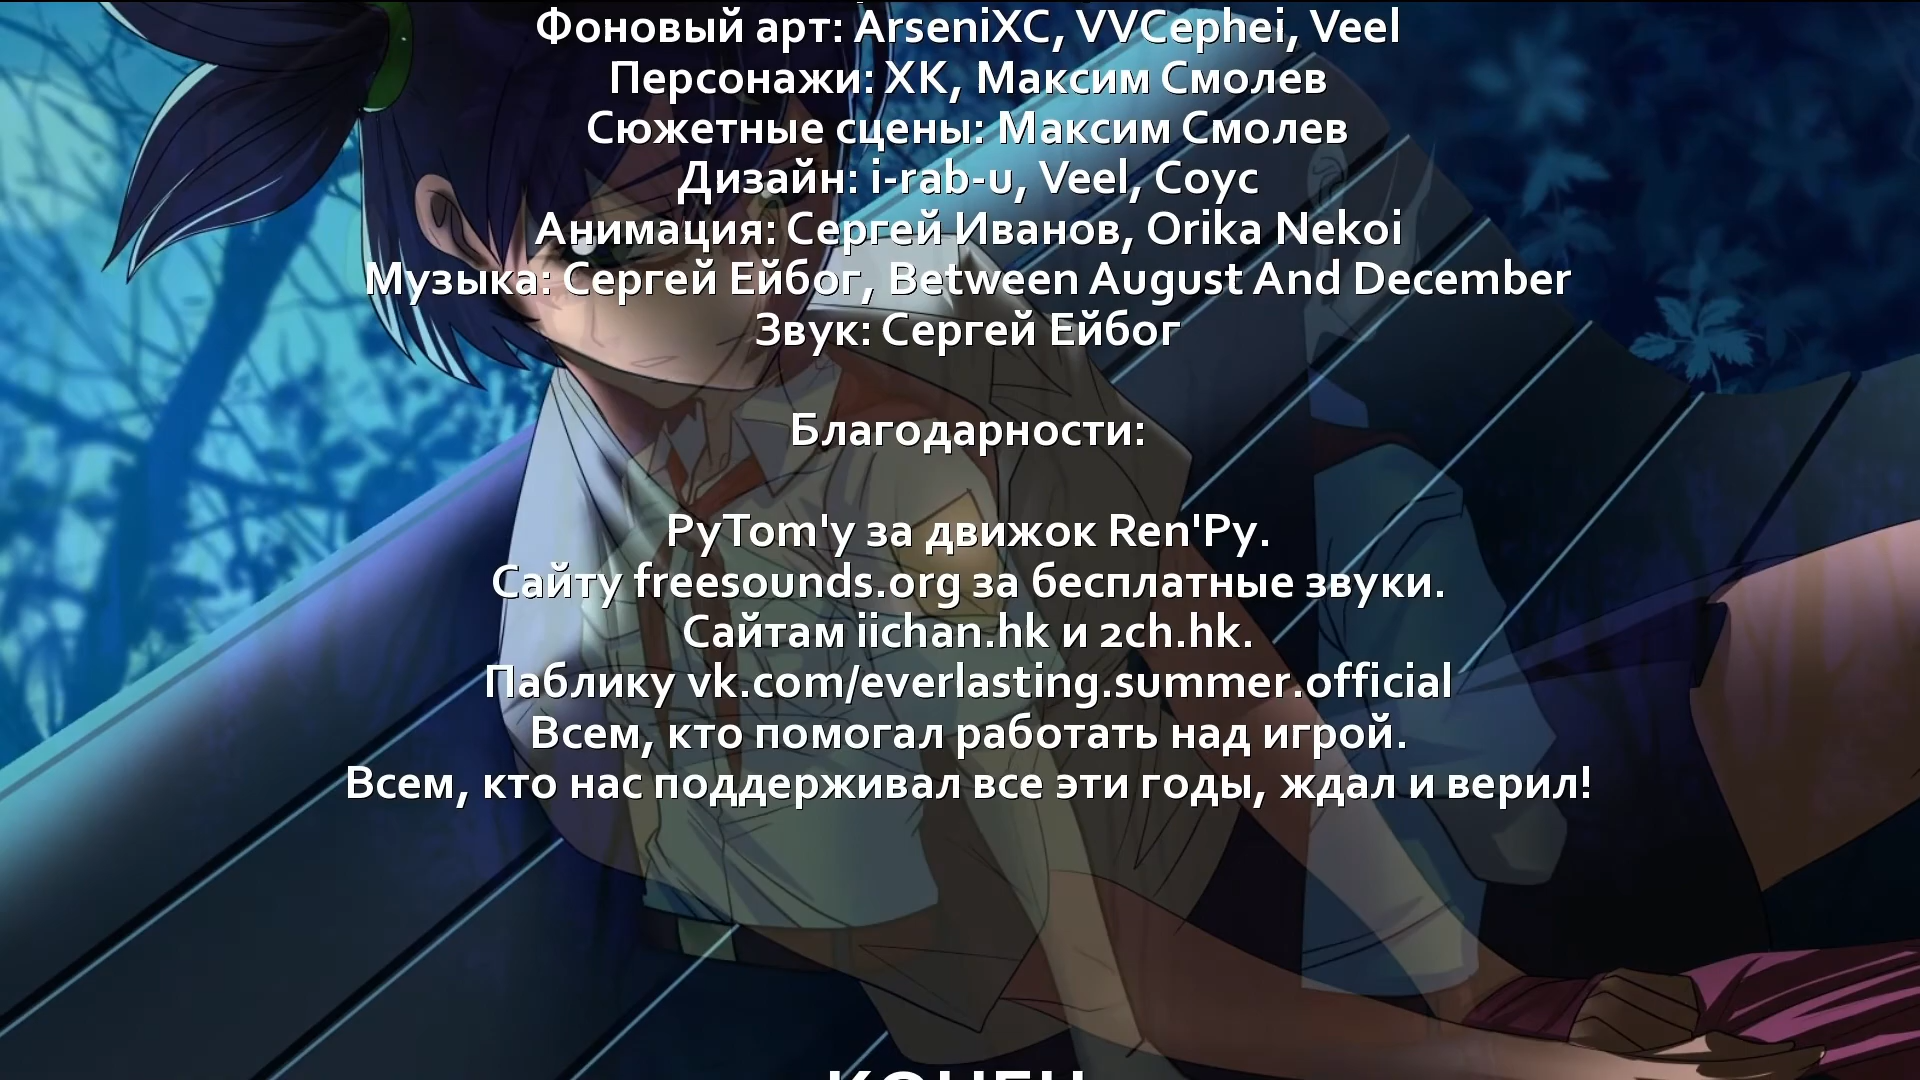 Фоновый арт: ArseniXC, VVCephei, Veel
Персонажи: ХК, Максим Смолев
Сюжетные сцены: Максим Смолев
Дизайн: i-rab-u, Veel, Соус
Анимация: Сергей Иванов, Orika Nekoi
Музыка: Сергей Ейбог, Between August And December
Звук: Сергей Ейбог
Благодарности:
PyTom'у за движок Ren'Py.
Сайту freesounds.org за бесплатные звуки.
Сайтам iichan.hk и 2ch.hk.
Паблику vk.com/everlasting.summer.official
Всем, кто помогал работать над игрой.
Всем, кто нас поддерживал все эти годы, ждал и верил!
КОНЕЦ